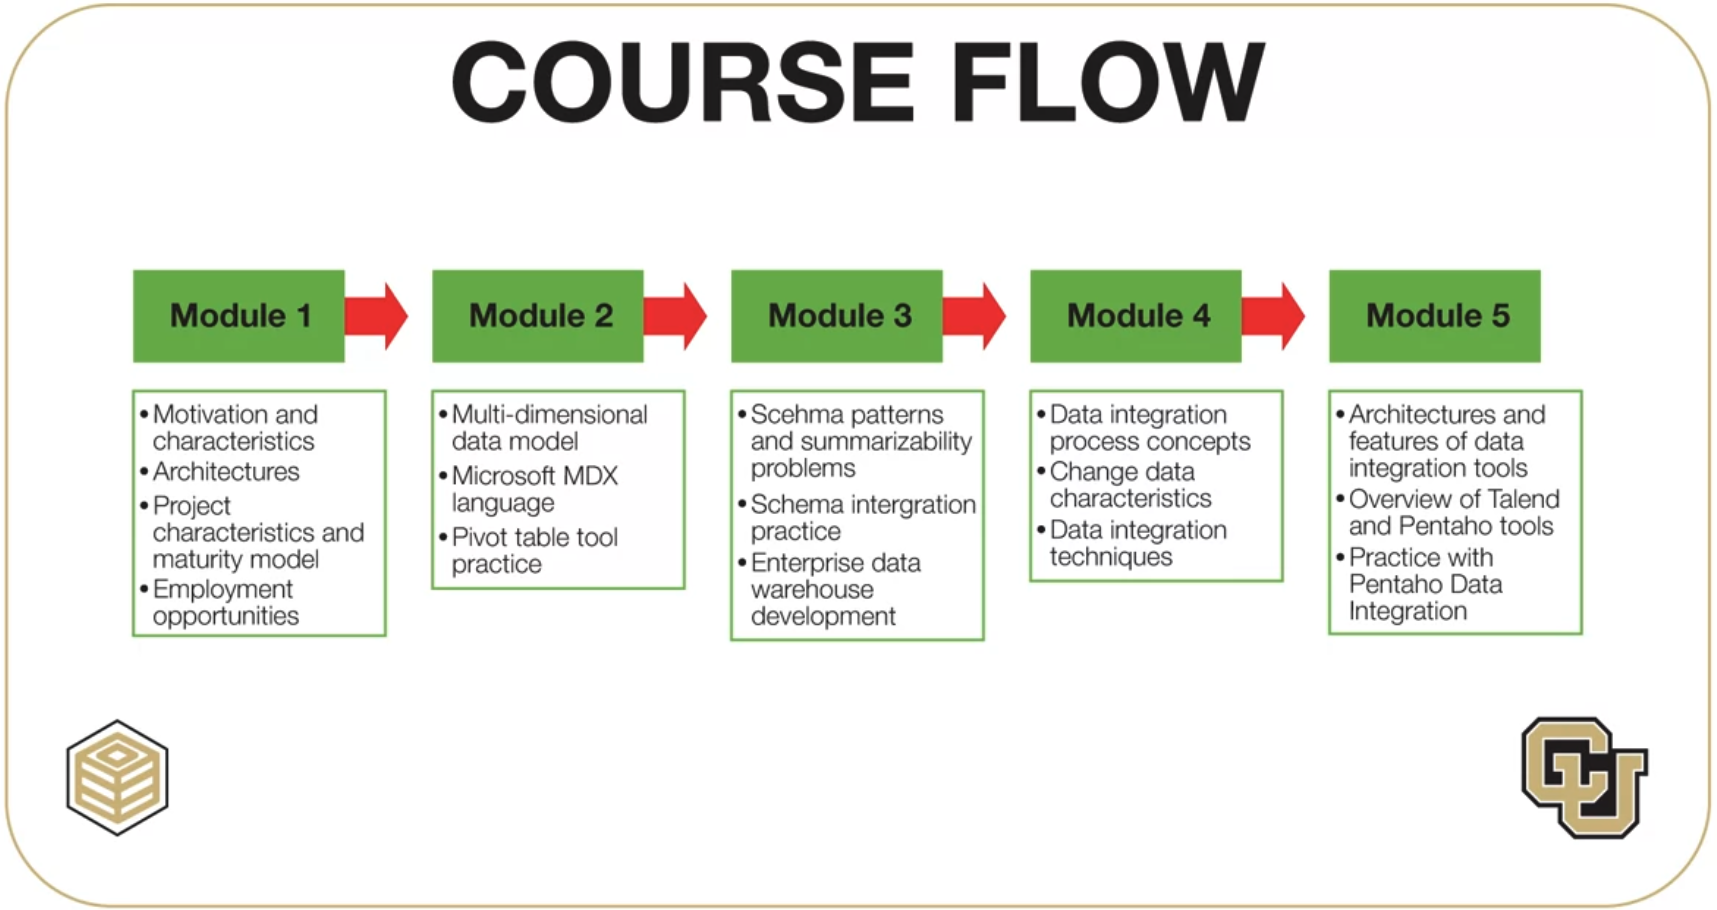 COURSE FLOW
Module 1
Module 2
Module 3
Module 4
Module 5
• Motivation and
characteristics
• Architectures
• Project
characteristics and
maturity model
• Employment
opportunities
• Multi-dimensional
data model
• Microsoft MDX
language
• Pivot table tool
practice
• Scehma patterns
and summarizability
problems
• Schema intergration
practice
• Enterprise data
warehouse
development
• Data integration
process concepts
• Change data
characteristics
• Data integration
techniques
• Architectures and
features of data
integration tools
• Overview of Talend
and Pentaho tools
• Practice with
Pentaho Data
Integration
CU